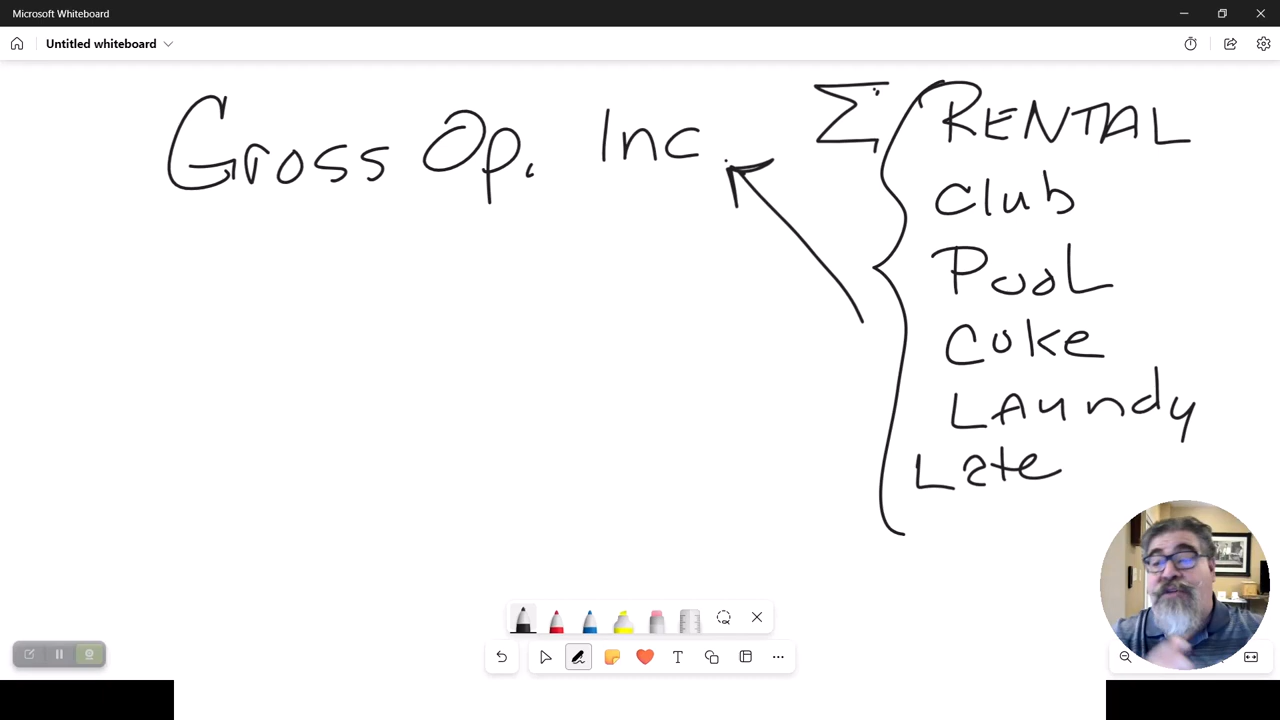 Microsoft Whiteboard
Untitled whiteboard
Gross Op. Inc
Σ RENTAL
Club
Pool
Coke
Laundy
Late
T